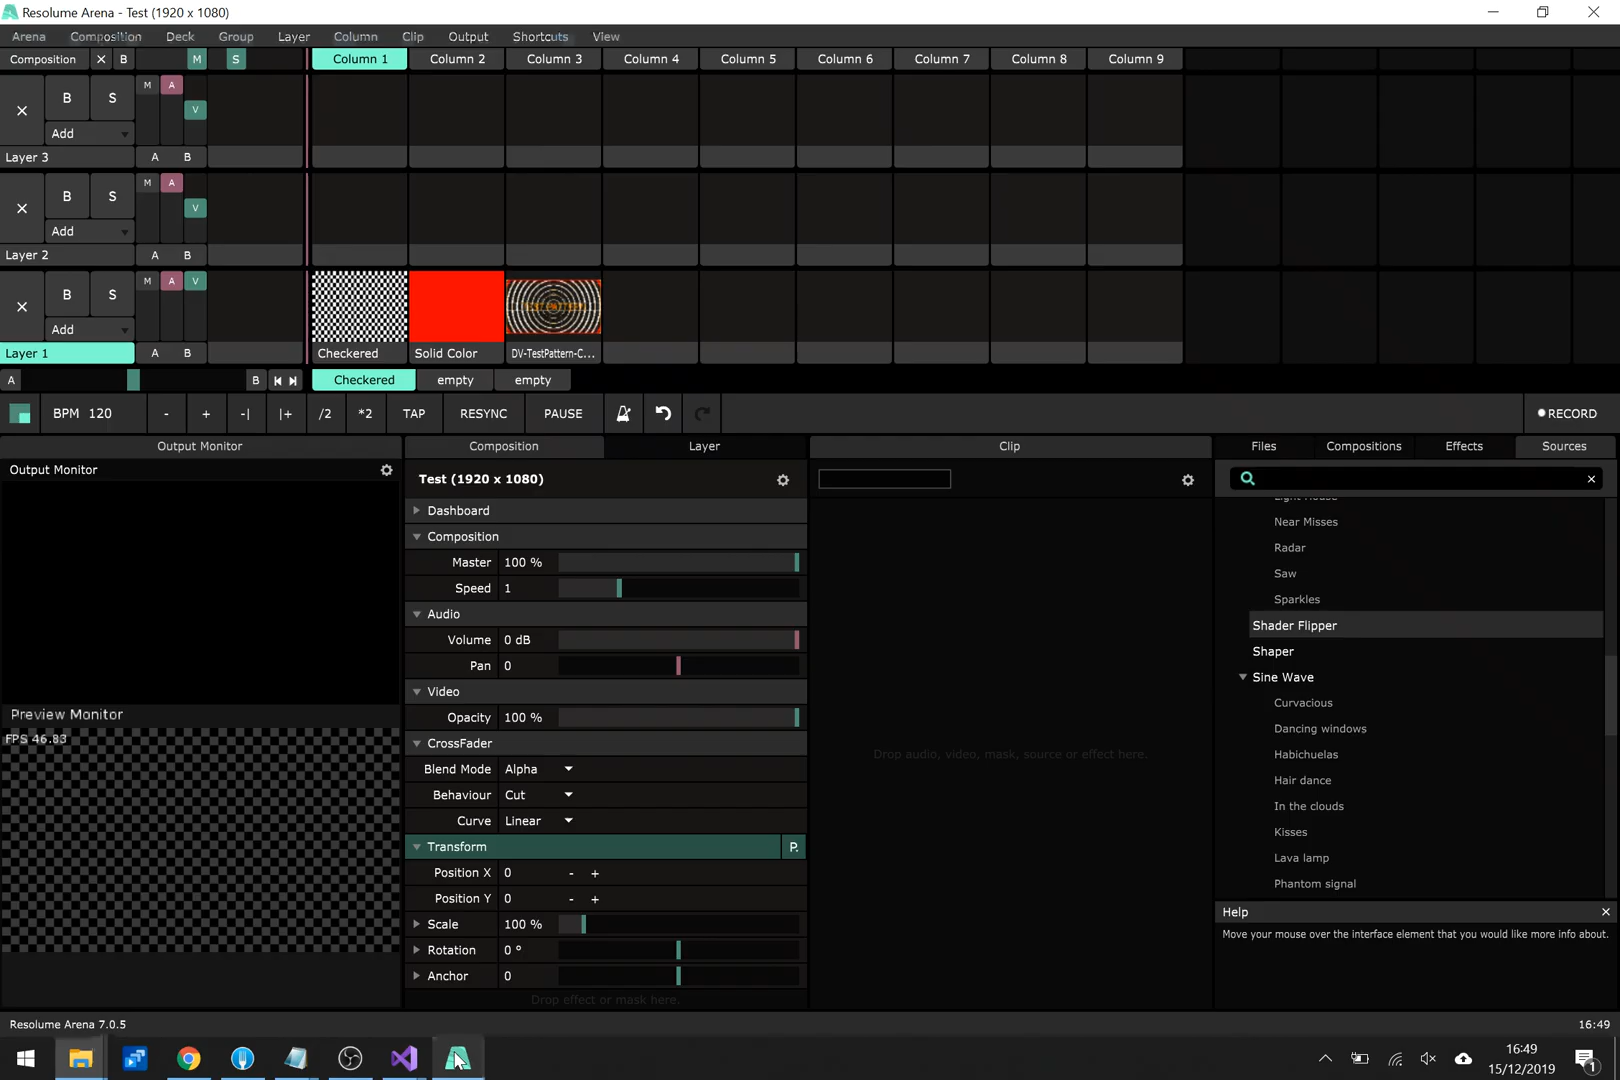 Resolume Arena - Test (1920 x 1080)
Arena Composition Deck Group Layer Column Clip Output Shortcuts View
Composition B M S Column 1 Column 2 Column 3 Column 4 Column 5 Column 6 Column 7 Column 8 Column 9
B S M A V
Add
Layer 3 A B
B S M A V
Add
Layer 2 A B
B S M A V
Add
Layer 1 A B Checkered Solid Color DV-TestPattern-C...
A B Checkered empty empty
BPM 120 - + -| |+ /2 *2 TAP RESYNC PAUSE RECORD
Output Monitor
Output Monitor
Preview Monitor
FPS 46.83
Composition Layer
Test (1920 x 1080)
Dashboard
Composition
Master 100 %
Speed 1
Audio
Volume 0 dB
Pan 0
Video
Opacity 100 %
CrossFader
Blend Mode Alpha
Behaviour Cut
Curve Linear
Transform P.
Position X 0 - +
Position Y 0 - +
Scale 100 %
Rotation 0 °
Anchor 0
Drop effect or mask here.
Clip
Drop audio, video, mask, source or effect here.
Files Compositions Effects Sources
Light House
Near Misses
Radar
Saw
Sparkles
Shader Flipper
Shaper
Sine Wave
Curvacious
Dancing windows
Habichuelas
Hair dance
In the clouds
Kisses
Lava lamp
Phantom signal
Help
Move your mouse over the interface element that you would like more info about.
Resolume Arena 7.0.5 16:49
16:49
15/12/2019
1